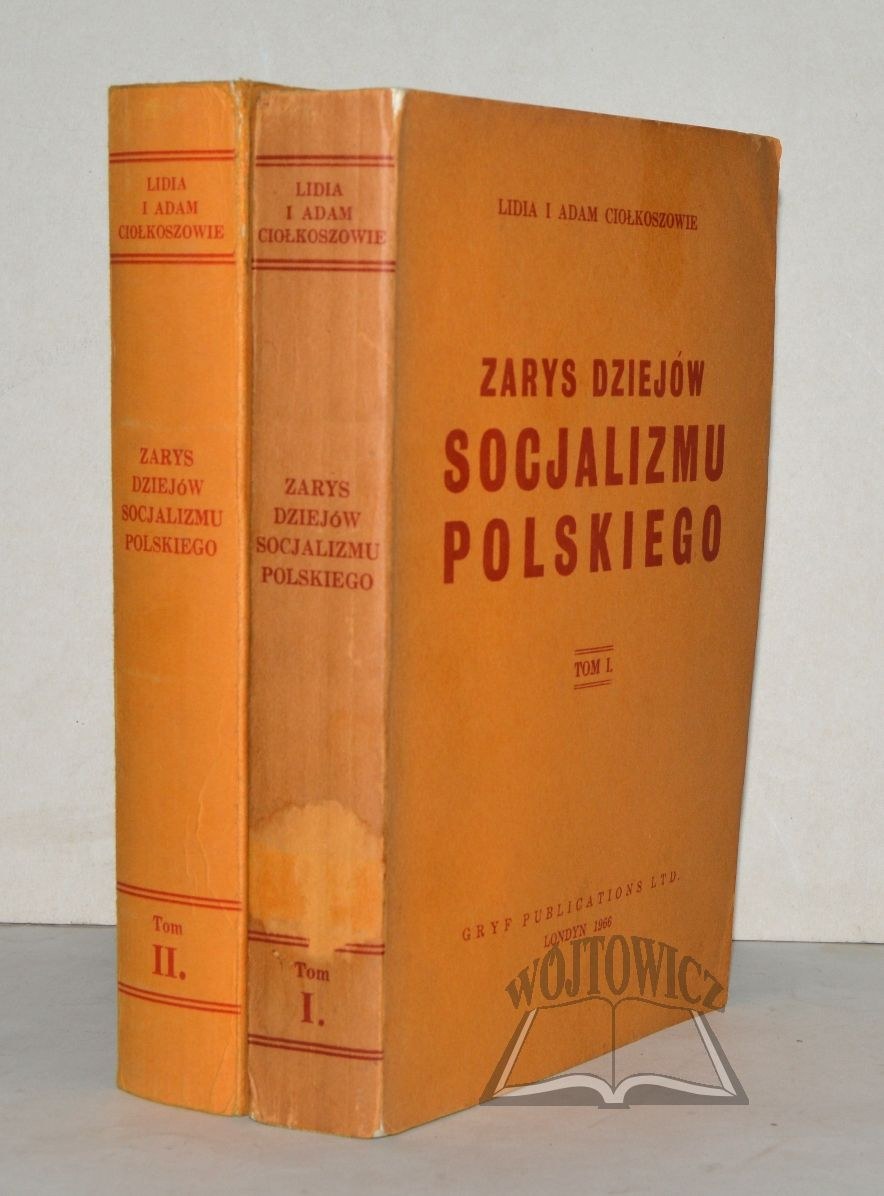 LIDIA
I ADAM
CIOŁKOSZOWIE
ZARYS
DZIEJóW
SOCJALIZMU
POLSKIEGO
Tom
II.
LIDIA
I ADAM
CIOŁKOSZOWIE
ZARYS
DZIEJóW
SOCJALIZMU
POLSKIEGO
Tom
I.
LIDIA I ADAM CIOŁKOSZOWIE
ZARYS DZIEJÓW
SOCJALIZMU
POLSKIEGO
TOM I.
GRYF PUBLICATIONS LTD.
LONDYN 1966
WÓJTOWICZ